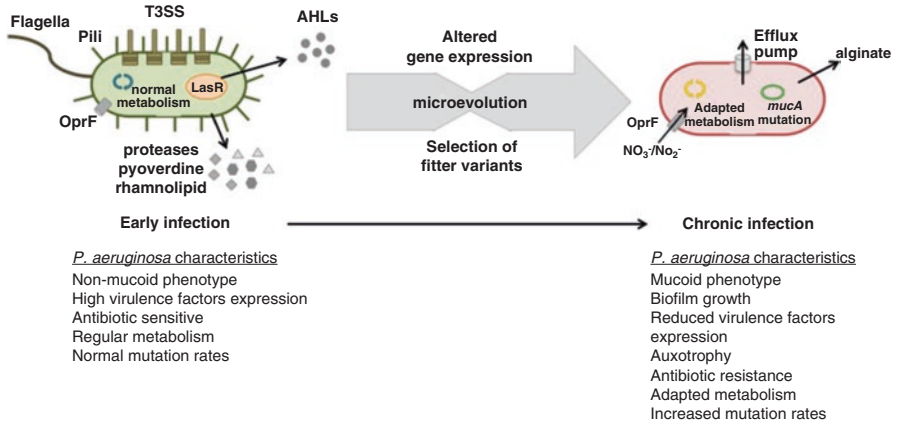 Flagella
Pili
T3SS
AHLs
normal
metabolism
LasR
OprF
proteases
pyoverdine
rhamnolipid
Altered
gene expression
microevolution
Selection of
fitter variants
Efflux
pump
alginate
Adapted
metabolism
mucA
mutation
OprF
NO3-/No2-
Early infection
Chronic infection
P. aeruginosa characteristics
Non-mucoid phenotype
High virulence factors expression
Antibiotic sensitive
Regular metabolism
Normal mutation rates
P. aeruginosa characteristics
Mucoid phenotype
Biofilm growth
Reduced virulence factors
expression
Auxotrophy
Antibiotic resistance
Adapted metabolism
Increased mutation rates